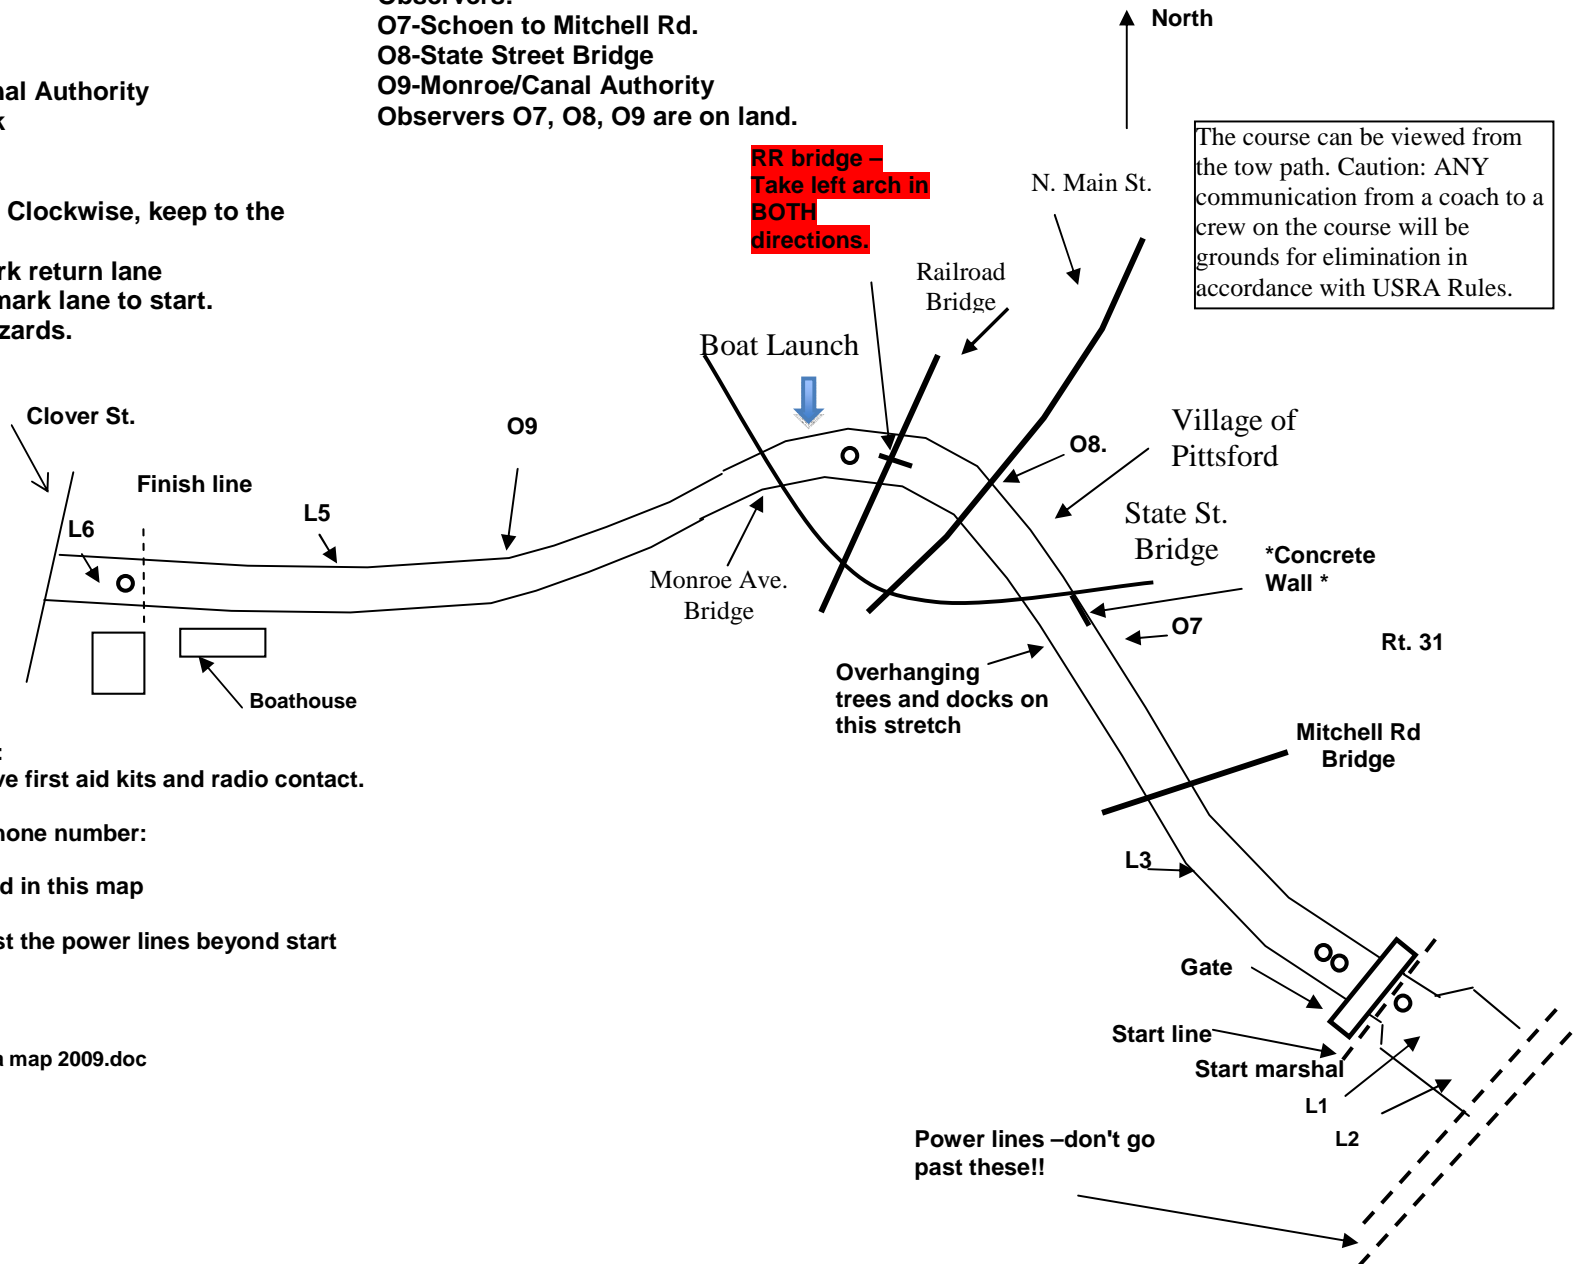 Observers:
O7-Schoen to Mitchell Rd.
O8-State Street Bridge
O9-Monroe/Canal Authority
Observers O7, O8, O9 are on land.
North
nal Authority
k
Clockwise, keep to the
rk return lane
mark lane to start.
zards.
RR bridge –
Take left arch in
BOTH
directions.
N. Main St.
The course can be viewed from
the tow path. Caution: ANY
communication from a coach to a
crew on the course will be
grounds for elimination in
accordance with USRA Rules.
Railroad
Bridge
Boat Launch
Clover St.
O9
O8.
Village of
Pittsford
Finish line
L6
L5
State St.
Bridge
*Concrete
Wall *
Monroe Ave.
Bridge
O7
Rt. 31
Overhanging
trees and docks on
this stretch
Boathouse
Mitchell Rd
Bridge
:
ve first aid kits and radio contact.
hone number:
d in this map
st the power lines beyond start
L3
Gate
Start line
Start marshal
L1
L2
a map 2009.doc
Power lines –don't go
past these!!